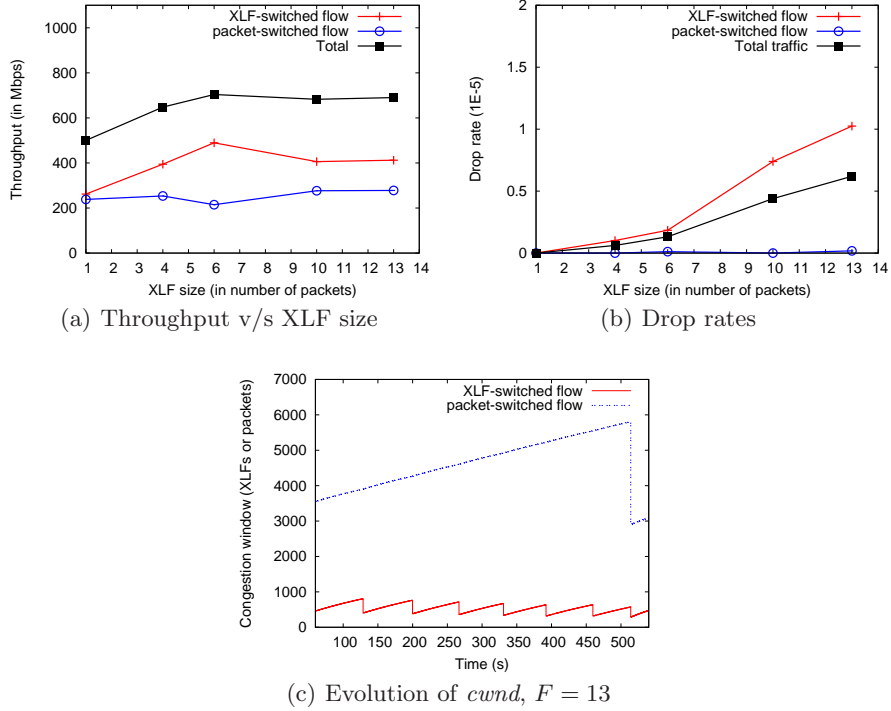 1100
1000
800
600
400
200
0
Throughput (in Mbps)
XLF-switched flow
packet-switched flow
Total
1 2 3 4 5 6 7 8 9 10 11 12 13 14
XLF size (in number of packets)
(a) Throughput v/s XLF size
2
1.5
1
0.5
0
Drop rate (1E-5)
XLF-switched flow
packet-switched flow
Total traffic
1 2 3 4 5 6 7 8 9 10 11 12 13 14
XLF size (in number of packets)
(b) Drop rates
7000
6000
5000
4000
3000
2000
1000
0
Congestion window (XLFs or packets)
XLF-switched flow
packet-switched flow
100 150 200 250 300 350 400 450 500
Time (s)
(c) Evolution of cwnd, F = 13